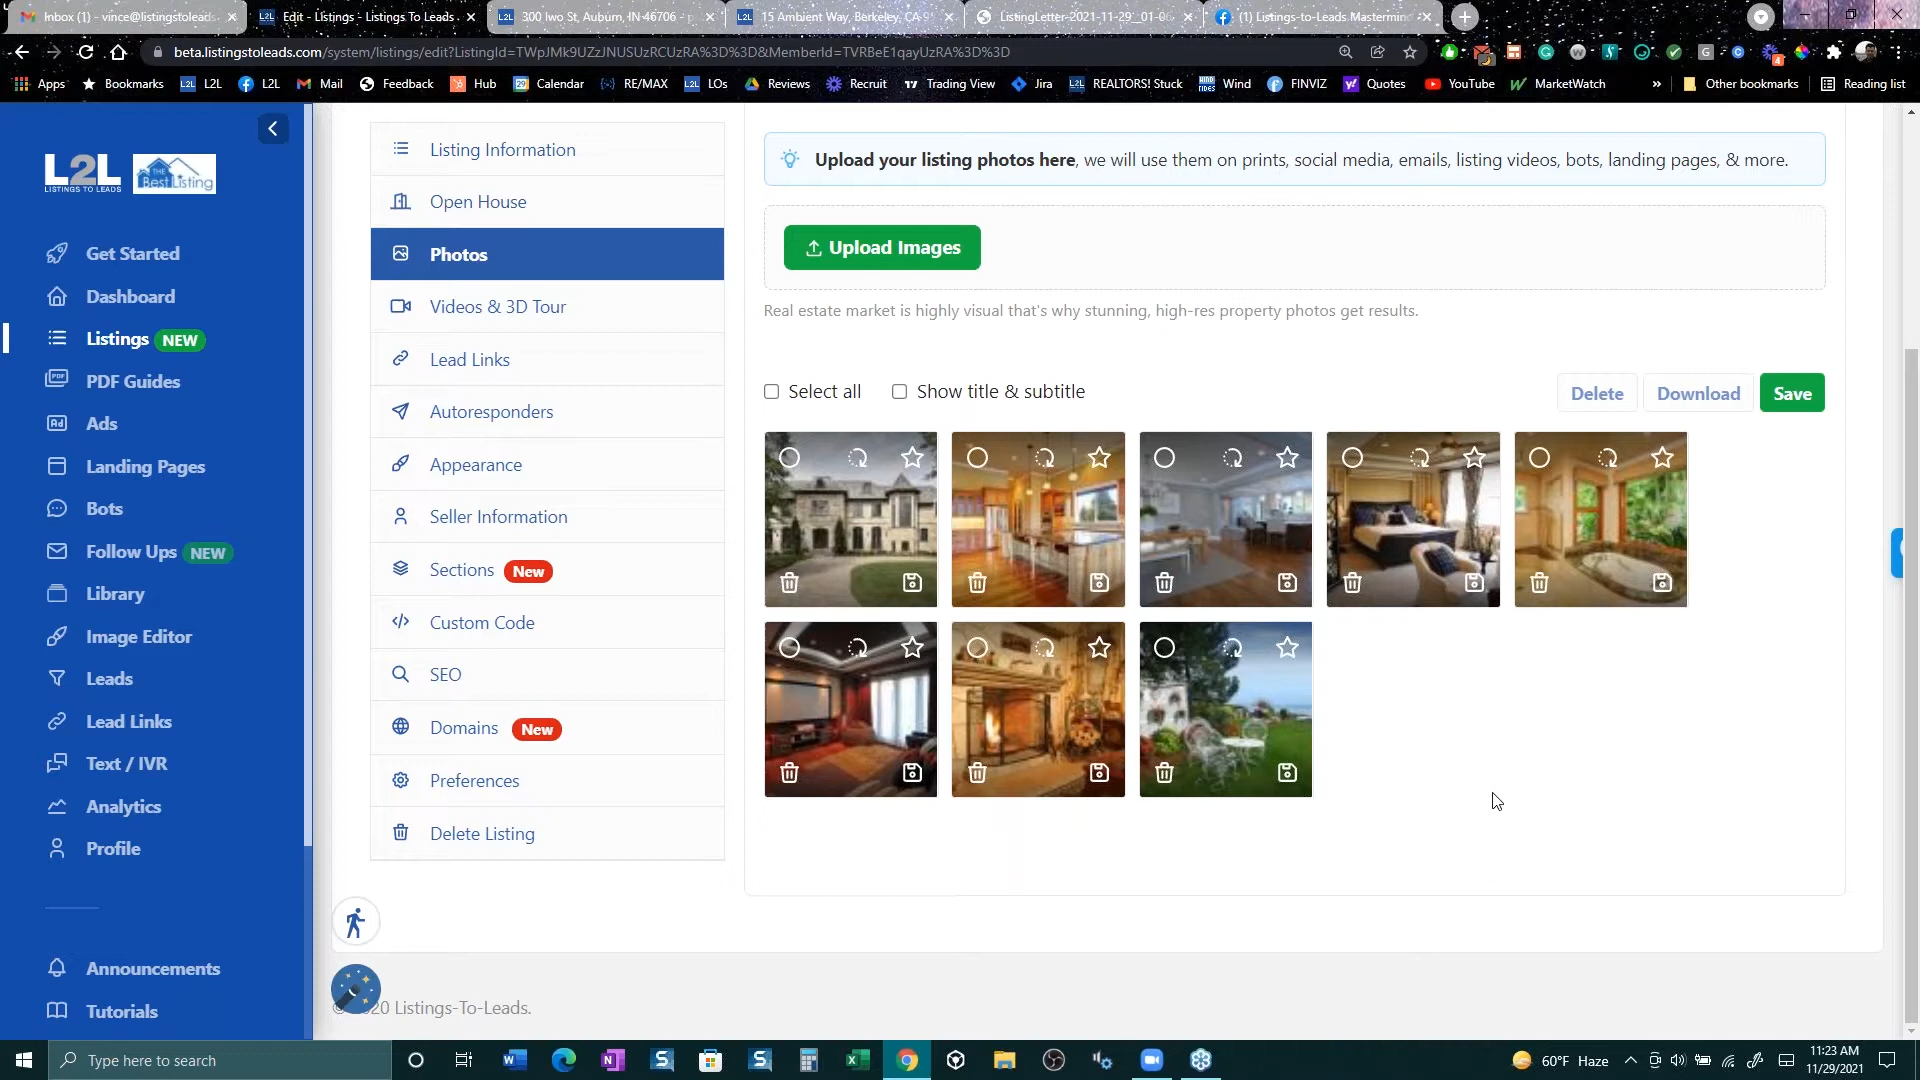 Inbox (1) - vince@listingstoleads.
Edit - Listings - Listings To Leads
300 Iwo St, Auburn, IN 46706 - p
15 Ambient Way, Berkeley, CA 9
ListingLetter-2021-11-29_01-06
(1) Listings-to-Leads Mastermind
beta.listingstoleads.com/system/listings/edit?ListingId=TWpJMk9UZzJNUSUzRCUzRA%3D%3D&MemberId=TVRBeE1qayUzRA%3D%3D
Apps
Bookmarks
L2L
L2L
Mail
Feedback
Hub
Calendar
RE/MAX
LOs
Reviews
Recruit
Trading View
Jira
REALTORS! Stuck
Wind
FINVIZ
Quotes
YouTube
MarketWatch
»
Other bookmarks
Reading list
L2L
LISTINGS TO LEADS
THE
BestListing
Get Started
Dashboard
Listings NEW
PDF Guides
Ads
Landing Pages
Bots
Follow Ups NEW
Library
Image Editor
Leads
Lead Links
Text / IVR
Analytics
Profile
Announcements
Tutorials
Listing Information
Open House
Photos
Videos & 3D Tour
Lead Links
Autoresponders
Appearance
Seller Information
Sections New
Custom Code
SEO
Domains New
Preferences
Delete Listing
Upload your listing photos here, we will use them on prints, social media, emails, listing videos, bots, landing pages, & more.
Upload Images
Real estate market is highly visual that's why stunning, high-res property photos get results.
Select all
Show title & subtitle
Delete
Download
Save
20 Listings-To-Leads.
Type here to search
60°F Haze
11:23 AM
11/29/2021